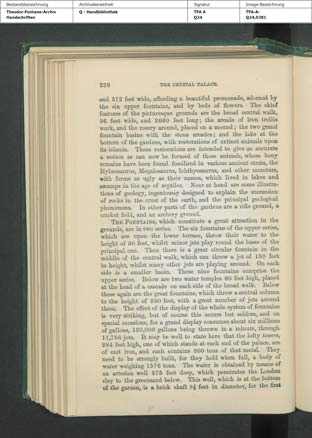 Bestandsbezeichnung
Archivalieneinheit
Signatur
Image-Bezeichnung
Theodor-Fontane-Archiv
Handschriften
Q - Handbibliothek
TFA A
Q24
TFA-A-
Q24,0381
238 THE CRYSTAL PALACE.
and 512 feet wide, affording a beautiful promenade, adorned by
the six upper fountains, and by beds of flowers. The chief
features of the picturesque grounds are the broad central walk,
96 feet wide, and 2660 feet long; the arcade of iron trellis
work, and the rosery around, placed on a mound; the two grand
fountain basins with the stone arcades; and the lake at the
bottom of the gardens, with restorations of extinct animals upon
its islands. These restorations are intended to give as accurate
a notion as can now be formed of those animals, whose bony
remains have been found fossilized in various ancient strata, the
Hylæosaurus, Megalosauris, Icthyosaurus, and other monsters,
with forms as ugly as their names, which lived in lakes and
swamps in the age of reptiles. Near at hand are some illustra-
tions of geology, ingeniously designed to explain the succession
of rocks in the crust of the earth, and the principal geological
phenomena. In other parts of the gardens are a rifle ground, a
cricket field, and an archery ground.
THE FOUNTAINS, which constitute a great attraction in the
grounds, are in two series. The six fountains of the upper series,
which are upon the lower terrace, throw their water to the
height of 90 feet, whilst minor jets play round the bases of the
principal one. Then there is a great circular fountain in the
middle of the central walk, which can throw a jet of 150 feet
in height, whilst many other jets are playing around. On each
side is a smaller basin. These nine fountains comprise the
upper series. Below are two water temples 60 feet high, placed
at the head of a cascade on each side of the broad walk. Below
these again are the great fountains, which throw a central column
to the height of 280 feet, with a great number of jets around
them. The effect of the display of the whole system of fountains
is very striking, but of course this occurs but seldom, and on
special occasions, for a grand display consumes about six millions
of gallons, 120,000 gallons being thrown in a minute, through
11,788 jets. It may be well to state here that the lofty towers,
284 feet high, one of which stands at each end of the palace, are
of cast iron, and each contains 800 tons of that metal. They
need to be strongly built, for they hold when full, a body of
water weighing 1576 tons. The water is obtained by means of
an artesian well 575 feet deep, which penetrates the London
clay to the greensand below. This well, which is at the bottom
of the garden, is a brick shaft 8½ feet in diameter, for the first